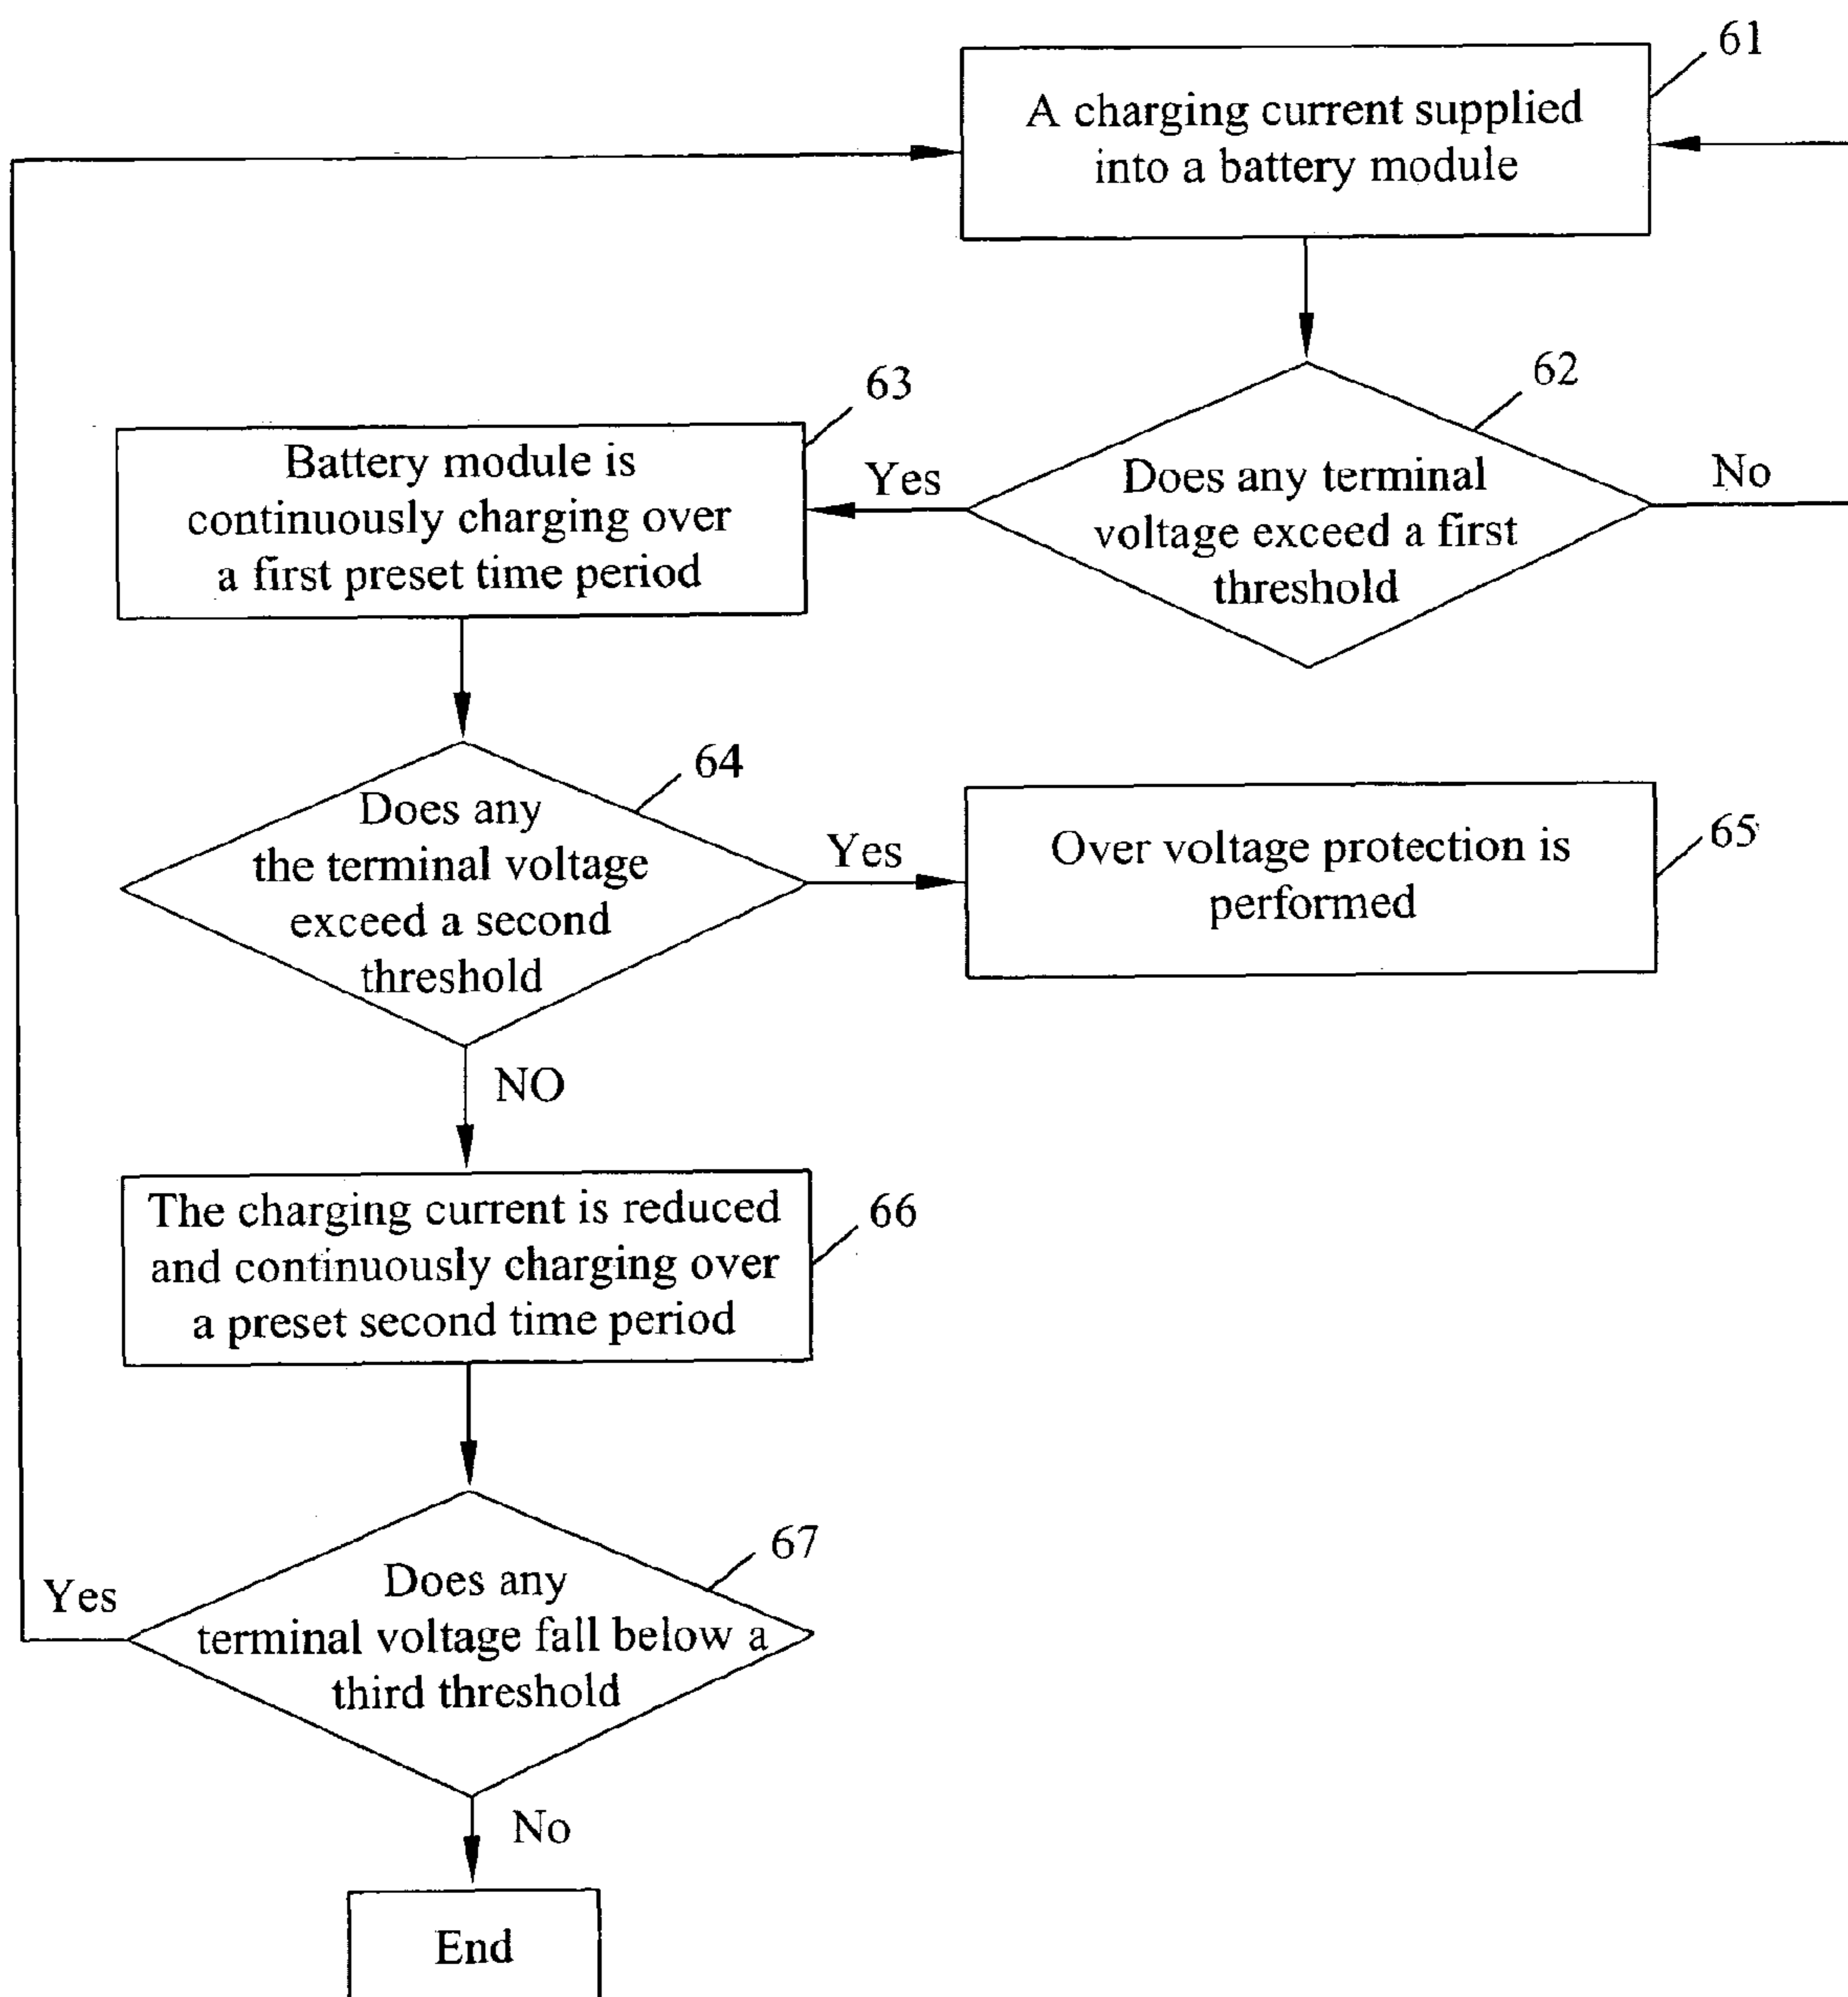 61
A charging current supplied
into a battery module
62
Does any terminal
voltage exceed a first
threshold
Yes
No
63
Battery module is
continuously charging over
a first preset time period
64
Does any
the terminal voltage
exceed a second
threshold
Yes
65
Over voltage protection is
performed
NO
66
The charging current is reduced
and continuously charging over
a preset second time period
67
Does any
terminal voltage fall below a
third threshold
Yes
No
End